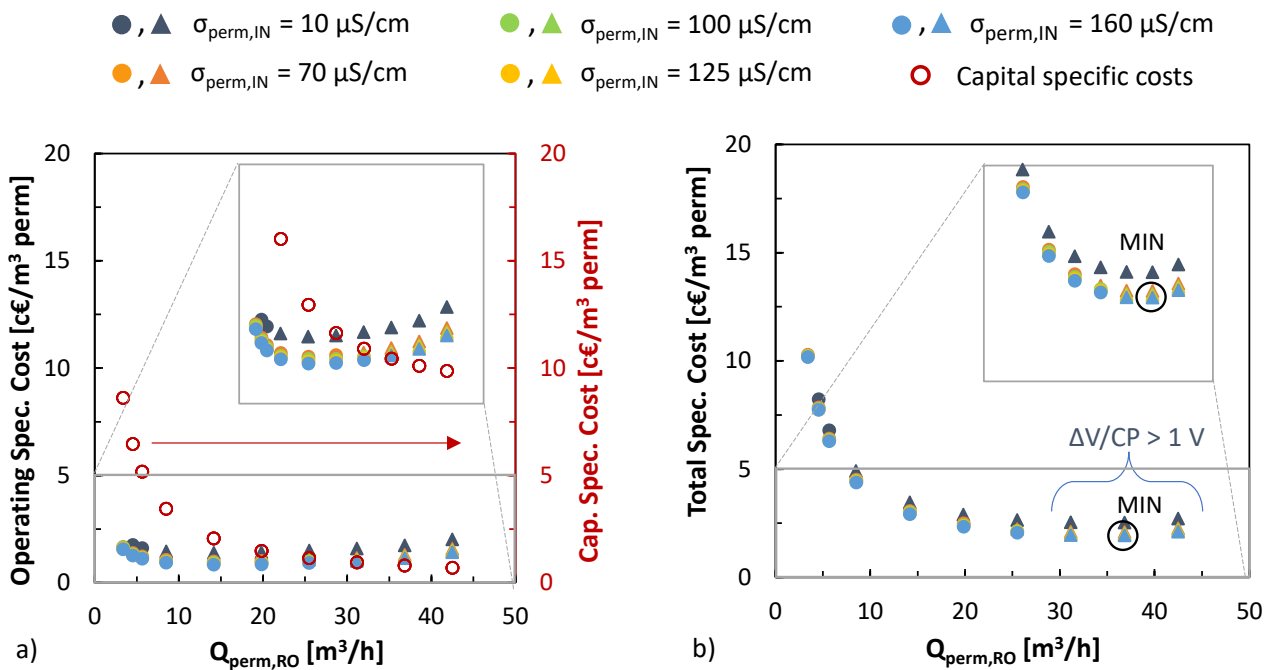 , σperm,IN = 10 μS/cm
, σperm,IN = 100 μS/cm
, σperm,IN = 160 μS/cm
, σperm,IN = 70 μS/cm
, σperm,IN = 125 μS/cm
Capital specific costs
Operating Spec. Cost [c€/m³ perm]
20
15
10
5
0
0 10 20 30 40 50
20
15
10
5
0
Cap. Spec. Cost [c€/m³ perm]
a)
Qperm,RO [m³/h]
Total Spec. Cost [c€/m³ perm]
20
15
10
5
0
MIN
ΔV/CP > 1 V
MIN
0 10 20 30 40 50
b)
Qperm,RO [m³/h]